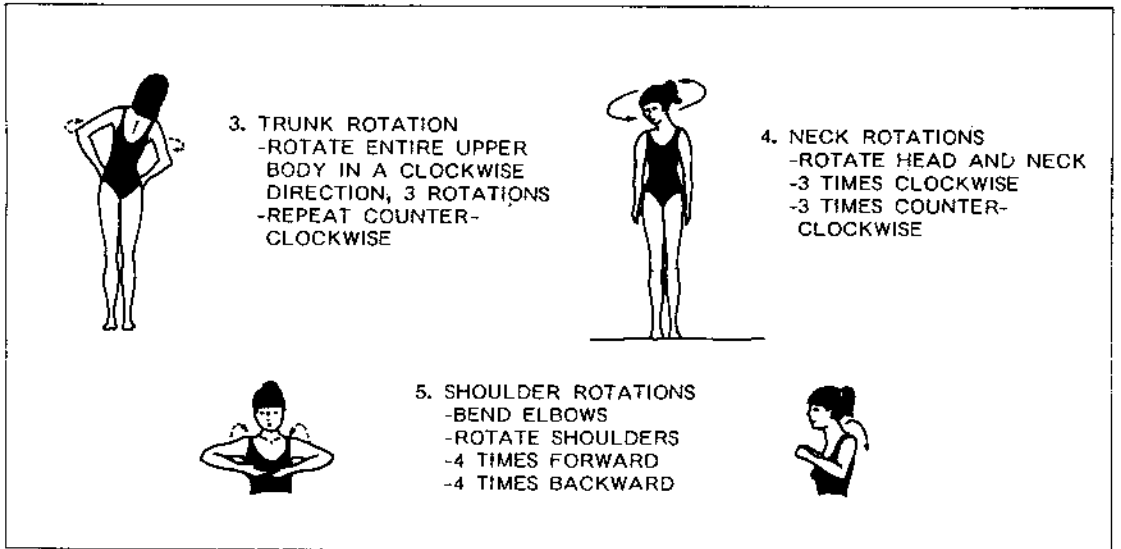 3. TRUNK ROTATION
-ROTATE ENTIRE UPPER
BODY IN A CLOCKWISE
DIRECTION, 3 ROTATIONS
-REPEAT COUNTER-
CLOCKWISE
4. NECK ROTATIONS
-ROTATE HEAD AND NECK
-3 TIMES CLOCKWISE
-3 TIMES COUNTER-
CLOCKWISE
5. SHOULDER ROTATIONS
-BEND ELBOWS
-ROTATE SHOULDERS
-4 TIMES FORWARD
-4 TIMES BACKWARD